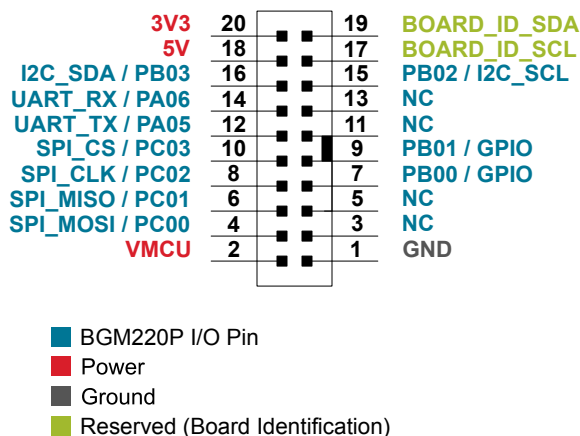 3V3 20 19 BOARD_ID_SDA
5V 18 17 BOARD_ID_SCL
I2C_SDA / PB03 16 15 PB02 / I2C_SCL
UART_RX / PA06 14 13 NC
UART_TX / PA05 12 11 NC
SPI_CS / PC03 10 9 PB01 / GPIO
SPI_CLK / PC02 8 7 PB00 / GPIO
SPI_MISO / PC01 6 5 NC
SPI_MOSI / PC00 4 3 NC
VMCU 2 1 GND
BGM220P I/O Pin
Power
Ground
Reserved (Board Identification)